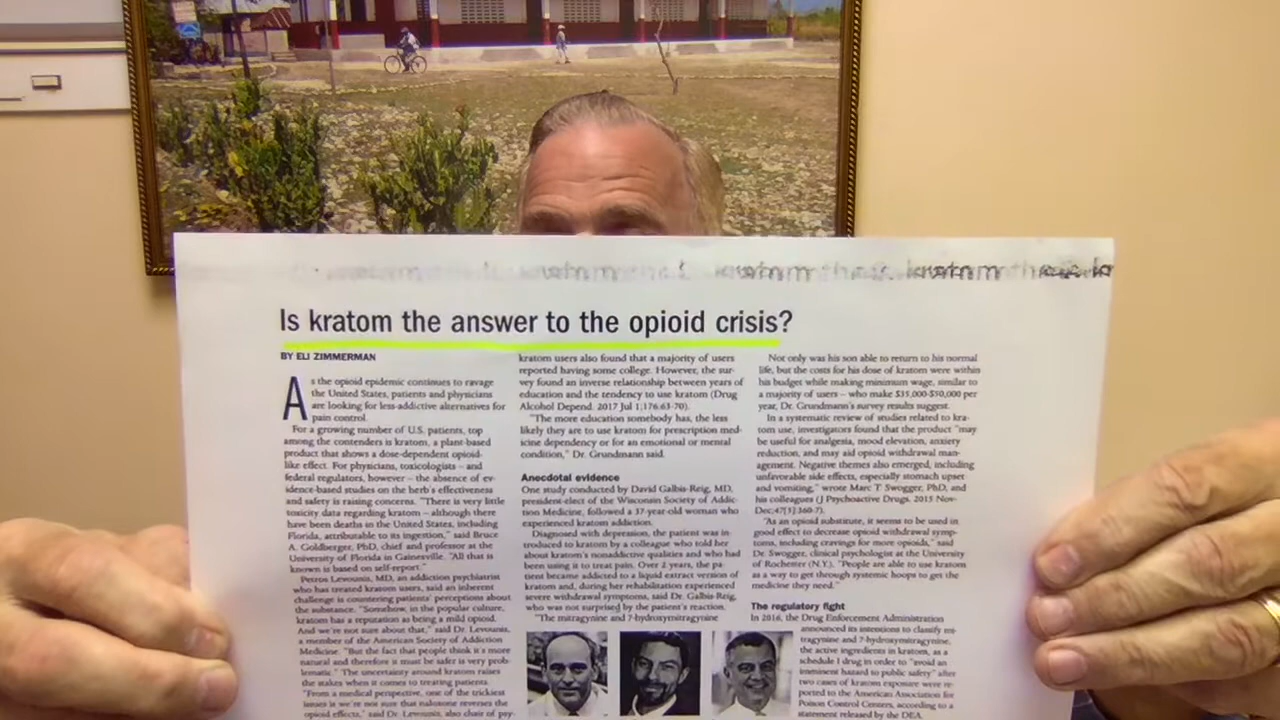 Is kratom the answer to the opioid crisis?
BY ELI ZIMMERMAN
As the opioid epidemic continues to ravage
the United States, patients and physicians
are looking for less-addictive alternatives for
pain control.
For a growing number of U.S. patients, top
among the contenders is kratom, a plant-based
product that shows a dose-dependent opioid-
like effect. For physicians, toxicologists – and
federal regulators, however – the absence of ev-
idence-based studies on the herb's effectiveness
and safety is raising concerns. "There is very little
toxicity data regarding kratom – although there
have been deaths in the United States, including
Florida, attributable to its ingestion," said Bruce
A. Goldberger, PhD, chief and professor at the
University of Florida in Gainesville. "All that is
known is based on self-report."
Petros Levounis, MD, an addiction psychiatrist
who has treated kratom users, said an inherent
challenge is countering patients' perceptions about
the substance. "Somehow, in the popular culture,
kratom has a reputation as being a mild opioid.
And we're not sure about that," said Dr. Levounis,
a member of the American Society of Addiction
Medicine. "But the fact that people think it's more
natural and therefore it must be safer is very prob-
lematic." The uncertainty around kratom raises
the stakes when it comes to treating patients.
"From a medical perspective, one of the trickiest
issues is we're not sure that naloxone reverses the
opioid effects," said Dr. Levounis, also chair of psy-
kratom users also found that a majority of users
reported having some college. However, the sur-
vey found an inverse relationship between years of
education and the tendency to use kratom (Drug
Alcohol Depend. 2017 Jul 1;176:63-70).
"The more education somebody has, the less
likely they are to use kratom for prescription med-
icine dependency or for an emotional or mental
condition," Dr. Grundmann said.
Anecdotal evidence
One study conducted by David Galbis-Reig, MD,
president-elect of the Wisconsin Society of Addic-
tion Medicine, followed a 37-year-old woman who
experienced kratom addiction.
Diagnosed with depression, the patient was in-
troduced to kratom by a colleague who told her
about kratom's nonaddictive qualities and who had
been using it to treat pain. Over 2 years, the pa-
tient became addicted to a liquid extract version of
kratom and, during her rehabilitation experienced
severe withdrawal symptoms, said Dr. Galbis-Reig,
who was not surprised by the patient's reaction.
"The mitragynine and 7-hydroxymitragynine
Not only was his son able to return to his normal
life, but the costs for his dose of kratom were within
his budget while making minimum wage, similar to
a majority of users – who make $35,000-$50,000 per
year, Dr. Grundmann's survey results suggest.
In a systematic review of studies related to kra-
tom use, investigators found that the product "may
be useful for analgesia, mood elevation, anxiety
reduction, and may aid opioid withdrawal man-
agement. Negative themes also emerged, including
unfavorable side effects, especially stomach upset
and vomiting," wrote Marc T. Swogger, PhD, and
his colleagues (J Psychoactive Drugs. 2015 Nov-
Dec;47[5]:360-7).
"As an opioid substitute, it seems to be used in
good effect to decrease opioid withdrawal symp-
toms, including cravings for more opioids," said
Dr. Swogger, clinical psychologist at the University
of Rochester (N.Y.). "People are able to use kratom
as a way to get through systemic hoops to get the
medicine they need."
The regulatory fight
In 2016, the Drug Enforcement Administration
announced its intentions to classify mi-
tragynine and 7-hydroxymitragynine,
the active ingredients in kratom, as a
schedule I drug in order to "avoid an
imminent hazard to public safety" after
two cases of kratom exposure were re-
ported to the American Association for
Poison Control Centers, according to a
statement released by the DEA.